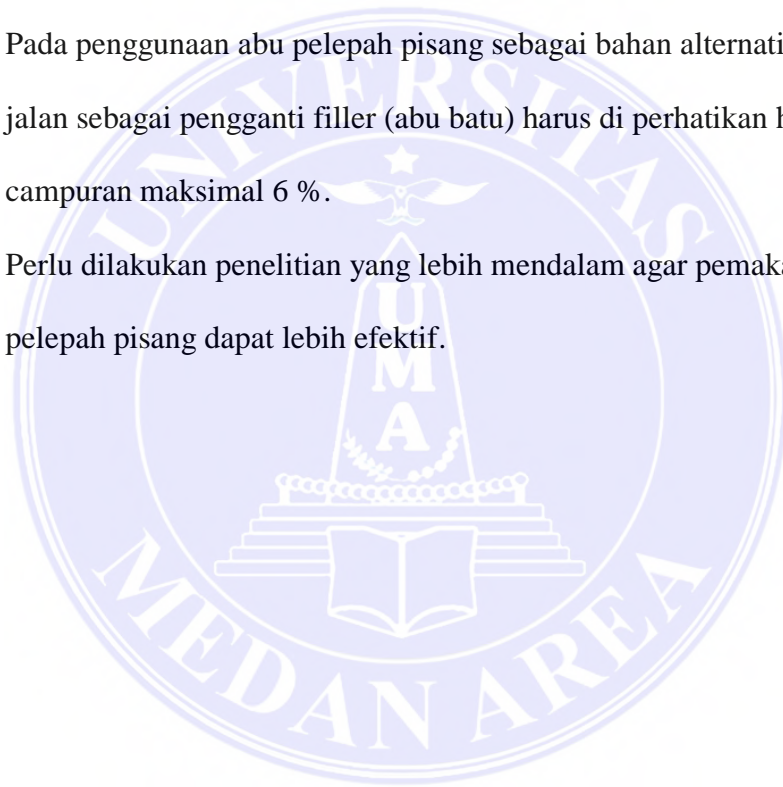 Pada penggunaan abu pelepah pisang sebagai bahan alternati
jalan sebagai pengganti filler (abu batu) harus di perhatikan h
campuran maksimal 6 %.
Perlu dilakukan penelitian yang lebih mendalam agar pemaka
pelepah pisang dapat lebih efektif.
UNIVERSITAS
UMA
MEDAN AREA